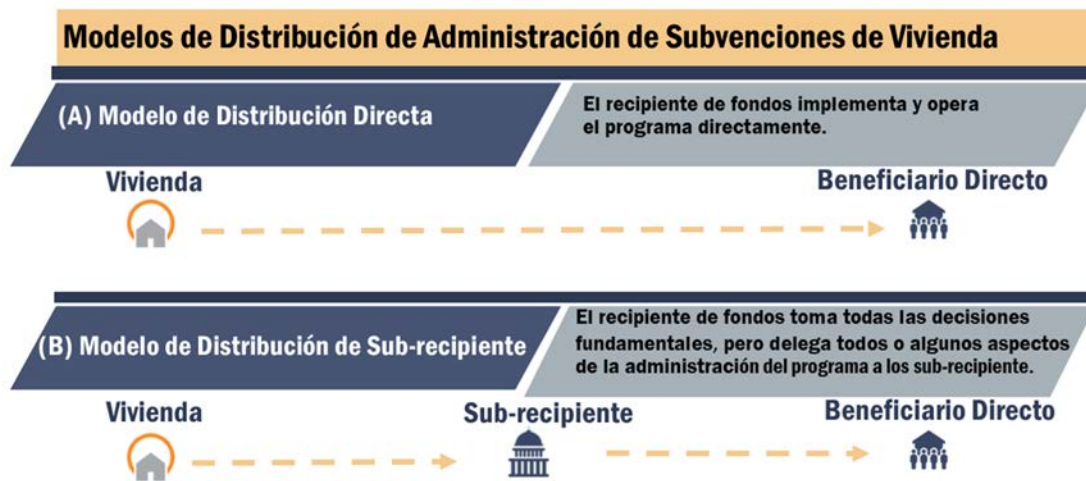 Modelos de Distribución de Administración de Subvenciones de Vivienda
(A) Modelo de Distribución Directa
El recipiente de fondos implementa y opera
el programa directamente.
Vivienda
Beneficiario Directo
(B) Modelo de Distribución de Sub-recipiente
El recipiente de fondos toma todas las decisiones
fundamentales, pero delega todos o algunos aspectos
de la administración del programa a los sub-recipiente.
Vivienda
Sub-recipiente
Beneficiario Directo